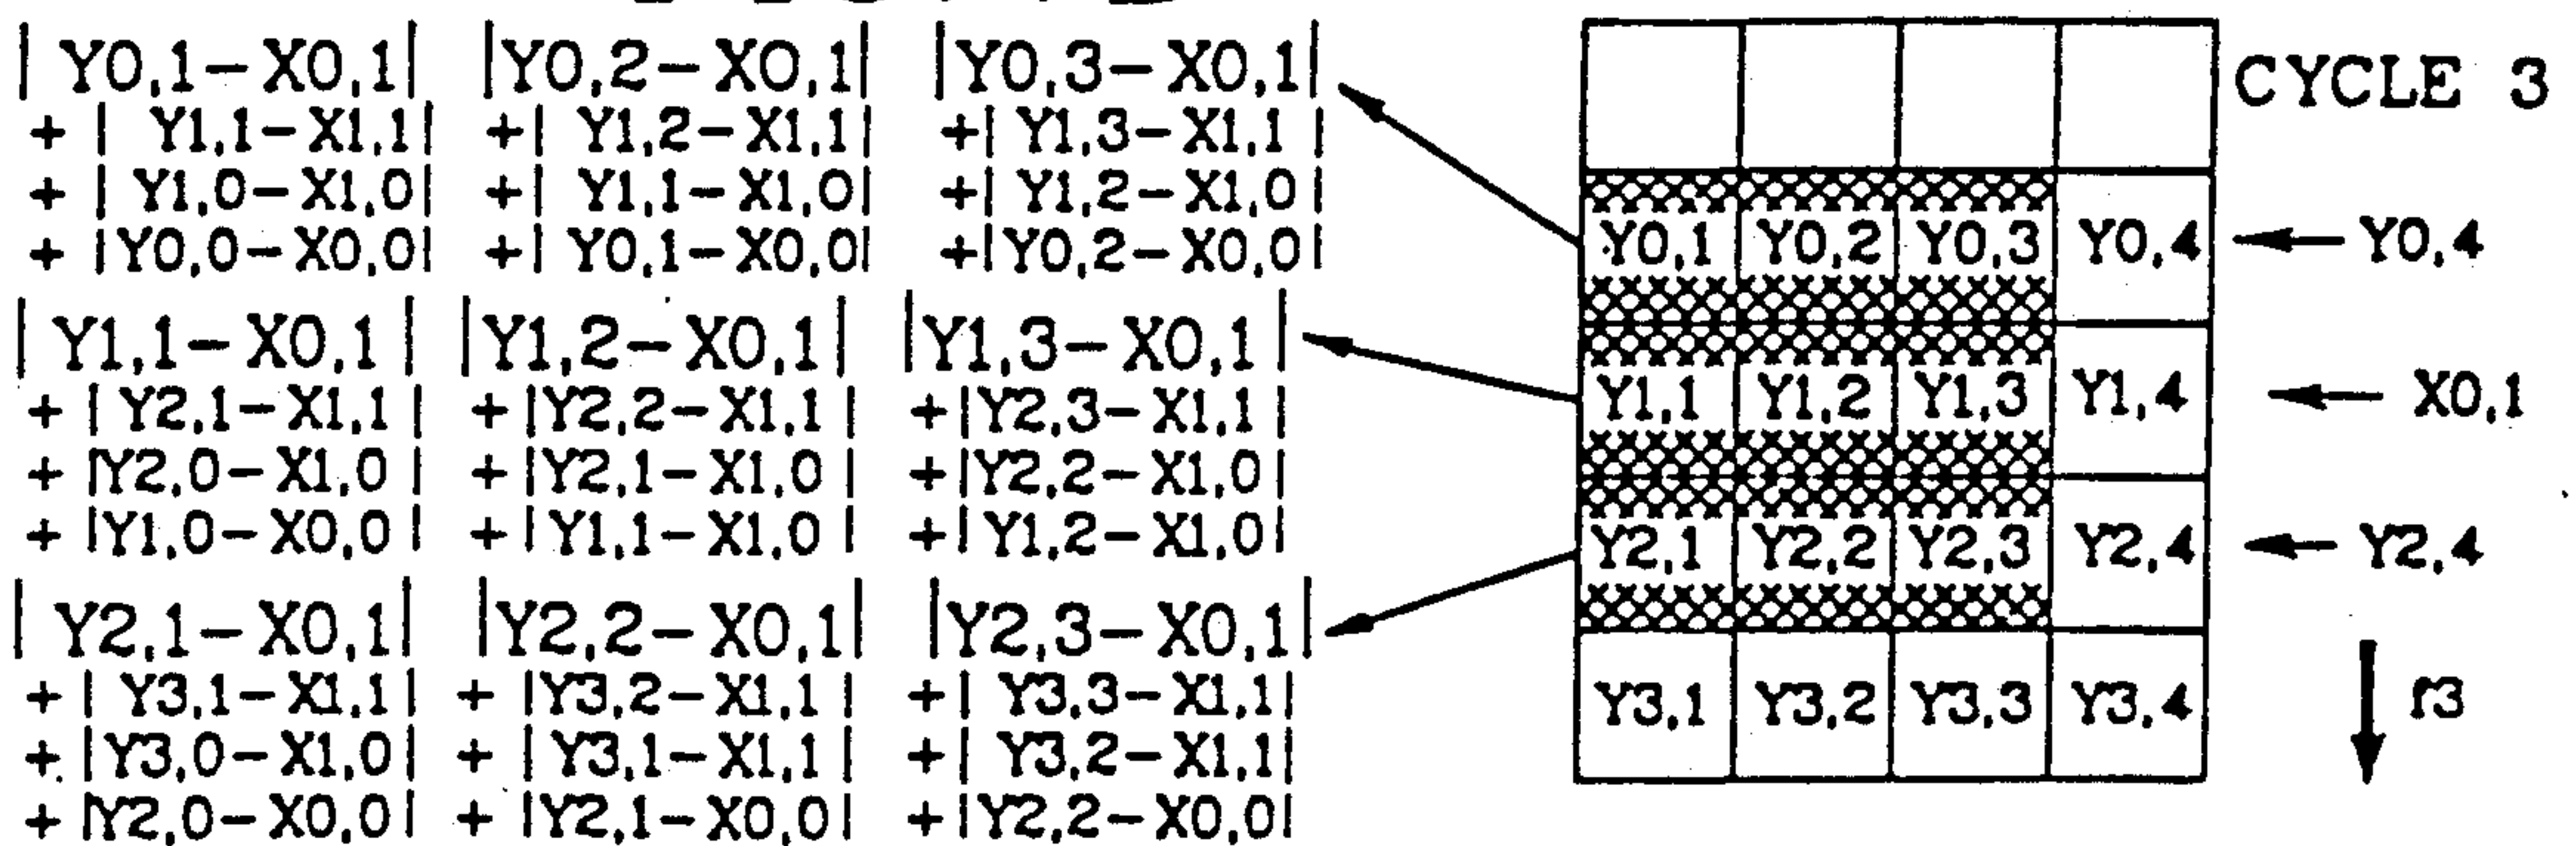 | Y0,1-X0,1| |Y0,2-X0,1| |Y0,3-X0,1|
+ | Y1,1-X1,1| +| Y1,2-X1,1| +| Y1,3-X1,1 |
+ | Y1,0-X1,0| +| Y1,1-X1,0| +| Y1,2-X1,0 |
+ |Y0,0-X0,0| +| Y0,1-X0,0| +|Y0,2-X0,0|
| Y1,1-X0,1 | |Y1,2-X0,1| |Y1,3-X0,1|
+ | Y2,1-X1,1 | + |Y2,2-X1,1 | +|Y2,3-X1,1|
+ |Y2,0-X1,0 | + |Y2,1-X1,0 | +|Y2,2-X1,0|
+ |Y1,0-X0,0 | + | Y1,1-X1,0 | +| Y1,2-X1,0|
| Y2,1-X0,1| |Y2,2-X0,1| |Y2,3-X0,1|
+ | Y3,1-X1,1| + |Y3,2-X1,1 | +| Y3,3-X1,1|
+ |Y3,0-X1,0| + | Y3,1-X1,1 | +| Y3,2-X1,1|
+ |Y2,0-X0,0| + |Y2,1-X0,0| +|Y2,2-X0,0|
CYCLE 3
Y0,1 Y0,2 Y0,3 Y0,4 Y0,4
Y1,1 Y1,2 Y1,3 Y1,4 X0,1
Y2,1 Y2,2 Y2,3 Y2,4 Y2,4
Y3,1 Y3,2 Y3,3 Y3,4 f3